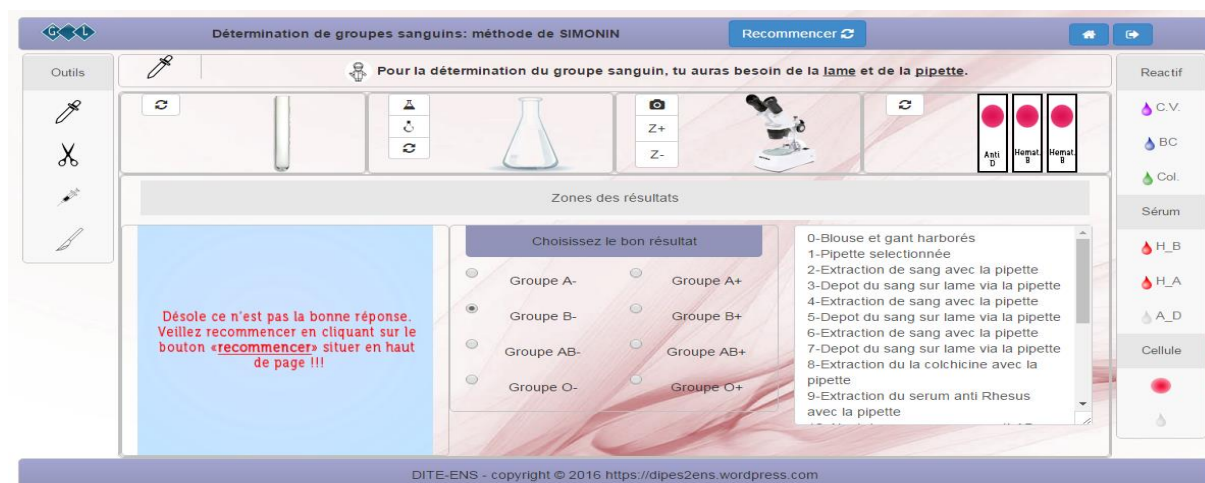 G L
Détermination de groupes sanguins: méthode de SIMONIN
Recommencer
Outils
Pour la détermination du groupe sanguin, tu auras besoin de la lame et de la pipette.
Reactif
Z+
Z-
Anti
D
Hemat.
B
Hemat.
B
C.V.
BC
Col.
Zones des résultats
Sérum
H_B
H_A
A_D
Cellule
Désole ce n'est pas la bonne réponse.
Veillez recommencer en cliquant sur le
bouton «recommencer» situer en haut
de page !!!
Choisissez le bon résultat
Groupe A-
Groupe A+
Groupe B-
Groupe B+
Groupe AB-
Groupe AB+
Groupe O-
Groupe O+
0-Blouse et gant harborés
1-Pipette selectionnée
2-Extraction de sang avec la pipette
3-Depot du sang sur lame via la pipette
4-Extraction de sang avec la pipette
5-Depot du sang sur lame via la pipette
6-Extraction de sang avec la pipette
7-Depot du sang sur lame via la pipette
8-Extraction du la colchicine avec la
pipette
9-Extraction du serum anti Rhesus
avec la pipette
DITE-ENS - copyright © 2016 https://dipes2ens.wordpress.com